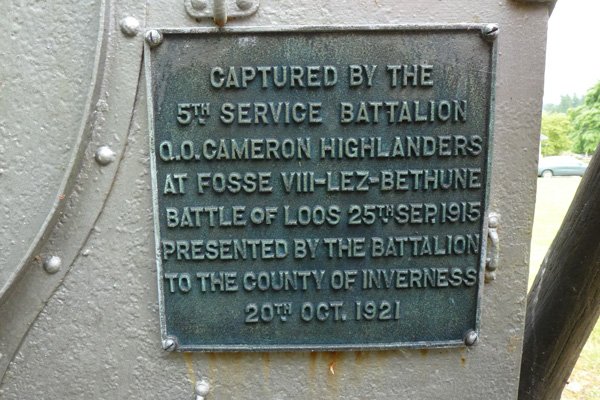 CAPTURED BY THE
5TH SERVICE BATTALION
Q.O. CAMERON HIGHLANDERS
AT FOSSE VIII-LEZ-BETHUNE
BATTLE OF LOOS 25TH SEP. 1915
PRESENTED BY THE BATTALION
TO THE COUNTY OF INVERNESS
20TH OCT. 1921